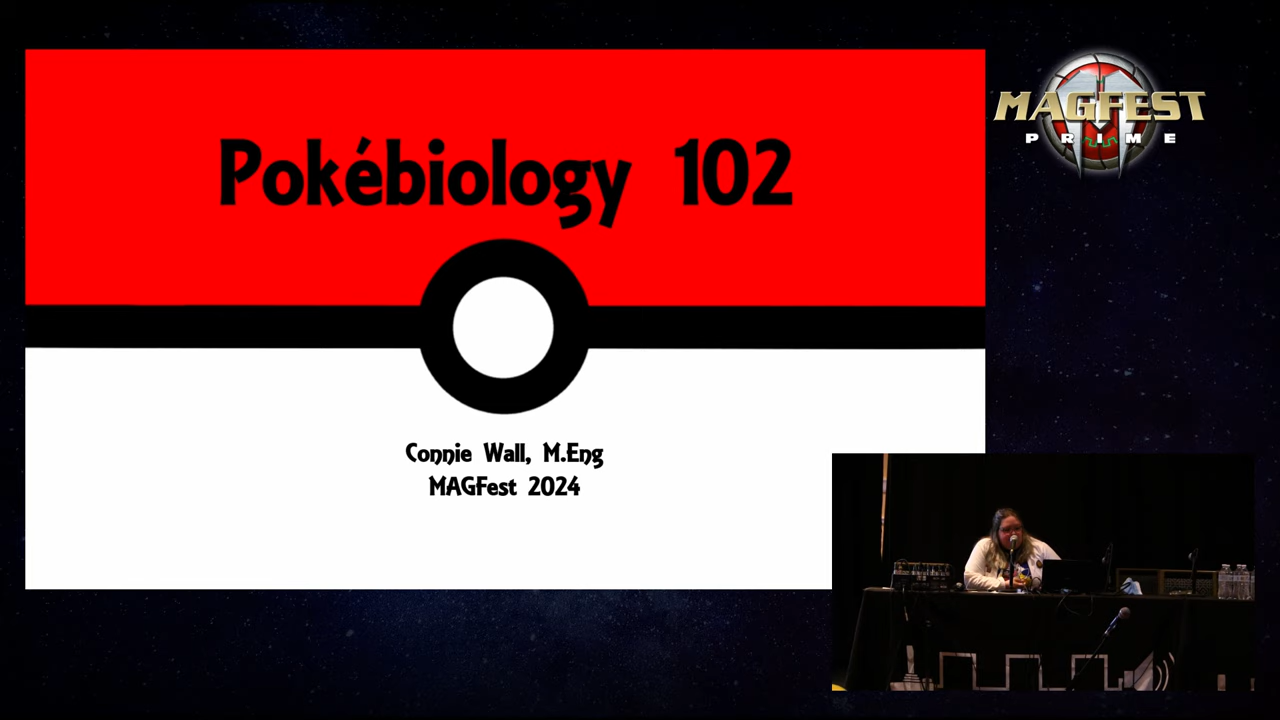 Pokébiology 102
Connie Wall, M.Eng
MAGFest 2024
MAGFEST
PRIME